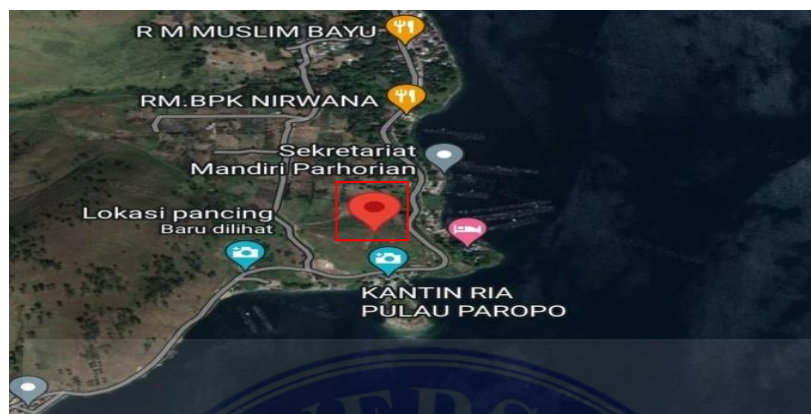 R M MUSLIM BAYU
RM.BPK NIRWANA
Sekretariat
Mandiri Parhorian
Lokasi pancing
Baru dilihat
KANTIN RIA
PULAU PAROPO